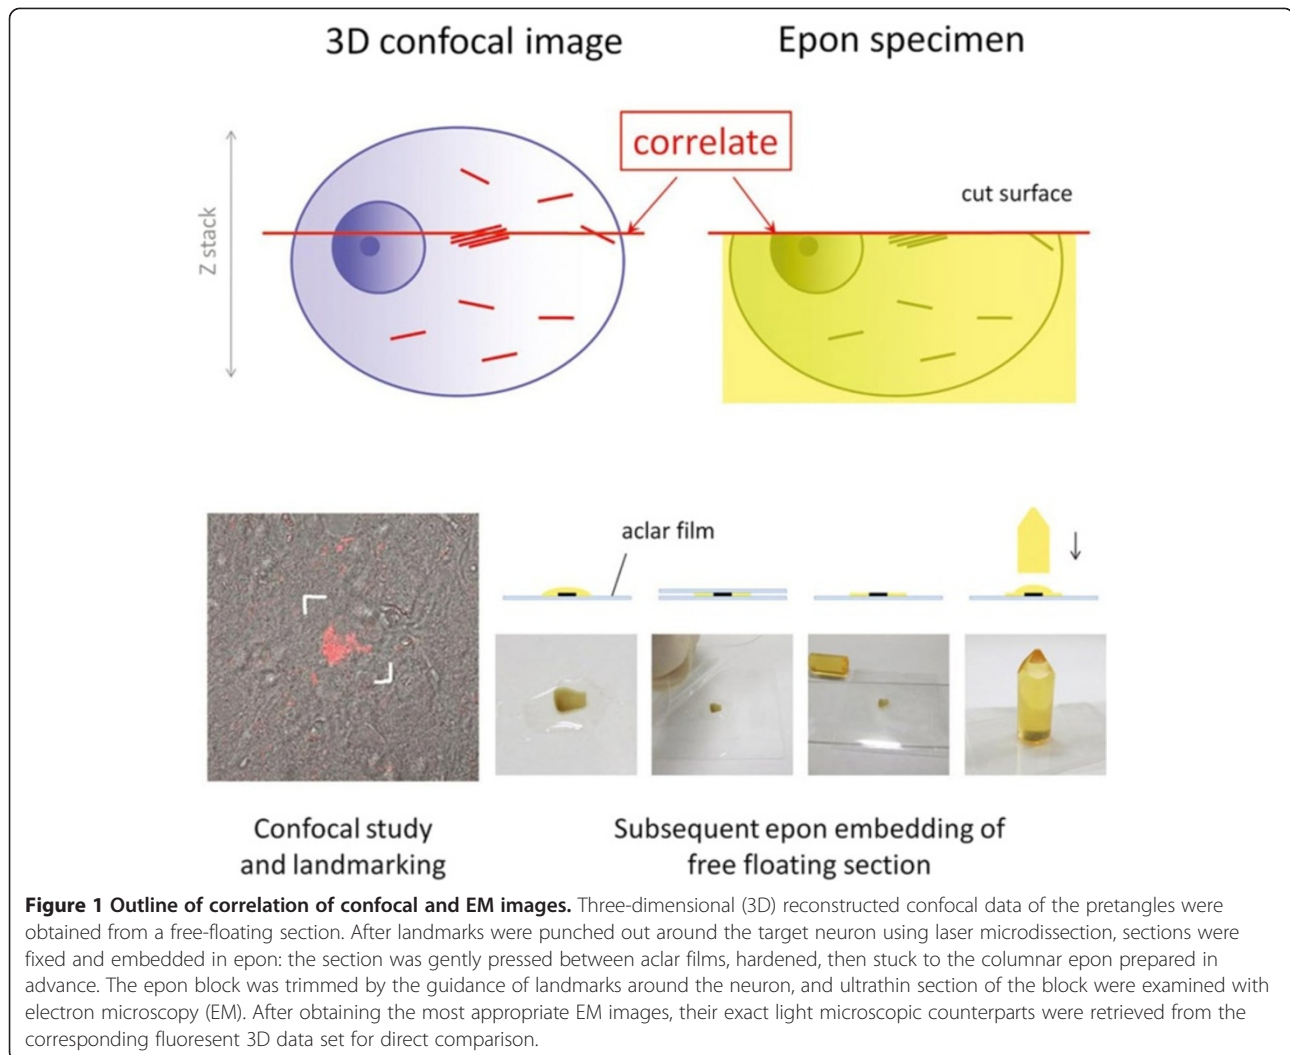 3D confocal image
Epon specimen
correlate
cut surface
Z stack
aclar film
Confocal study
and landmarking
Subsequent epon embedding of
free floating section
Figure 1 Outline of correlation of confocal and EM images. Three-dimensional (3D) reconstructed confocal data of the pretangles were
obtained from a free-floating section. After landmarks were punched out around the target neuron using laser microdissection, sections were
fixed and embedded in epon: the section was gently pressed between aclar films, hardened, then stuck to the columnar epon prepared in
advance. The epon block was trimmed by the guidance of landmarks around the neuron, and ultrathin section of the block were examined with
electron microscopy (EM). After obtaining the most appropriate EM images, their exact light microscopic counterparts were retrieved from the
corresponding fluoresent 3D data set for direct comparison.